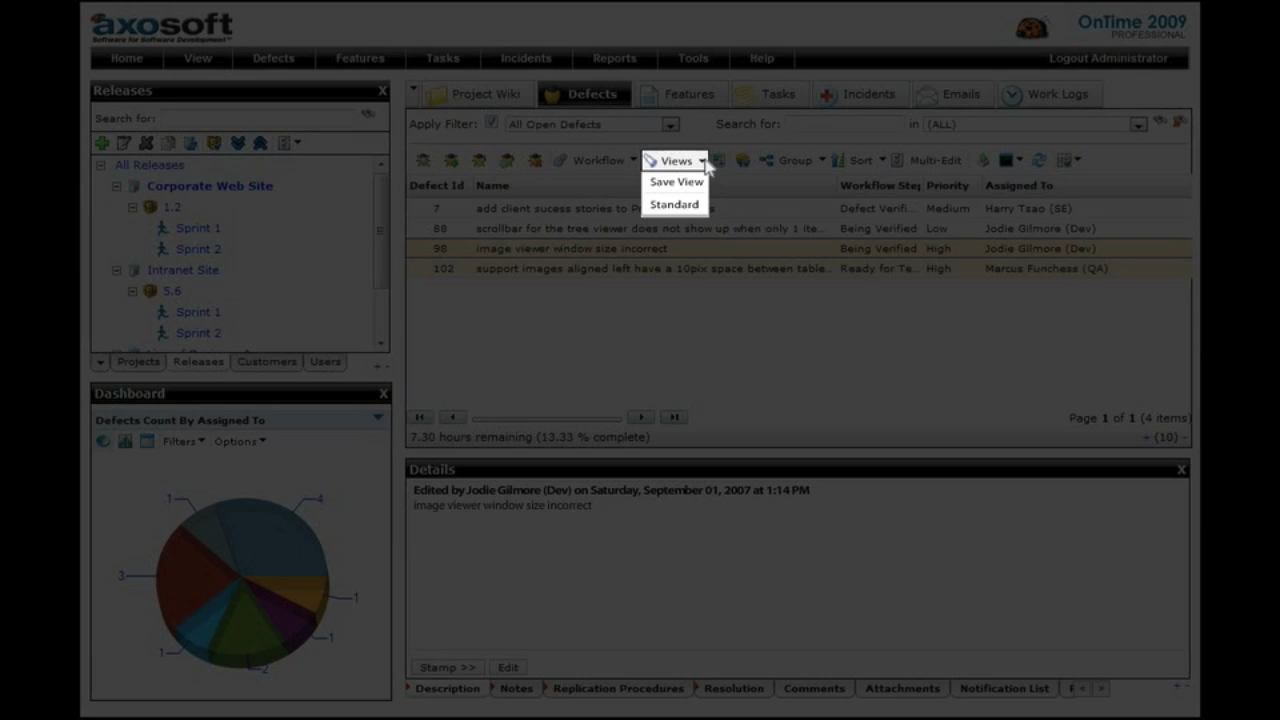 axosoft
Software for Software Development™
OnTime 2009
PROFESSIONAL
Home View Defects Features Tasks Incidents Reports Tools Help Logout Administrator
Releases X
Search for:
All Releases
Corporate Web Site
1.2
Sprint 1
Sprint 2
Intranet Site
5.6
Sprint 1
Sprint 2
Projects Releases Customers Users
+ -
Project Wiki Defects Features Tasks Incidents Emails Work Logs
Apply Filter: All Open Defects Search for: in (ALL)
Workflow Views Group Sort Multi-Edit
Save View
Standard
Defect Id Name Workflow Step Priority Assigned To
7 add client sucess stories to Pr s Defect Verifi... Medium Harry Tsao (SE)
88 scrollbar for the tree viewer does not show up when only 1 ite... Being Verified Low Jodie Gilmore (Dev)
98 image viewer window size incorrect Being Verified High Jodie Gilmore (Dev)
102 support images aligned left have a 10pix space between table... Ready for Te... High Marcus Funchess (QA)
Page 1 of 1 (4 items)
7.30 hours remaining (13.33 % complete) + (10) -
Dashboard X
Defects Count By Assigned To
Filters Options
1
4
3
1
1
1
2
Details X
Edited by Jodie Gilmore (Dev) on Saturday, September 01, 2007 at 1:14 PM
image viewer window size incorrect
Stamp >> Edit
Description Notes Replication Procedures Resolution Comments Attachments Notification List < >
+ -